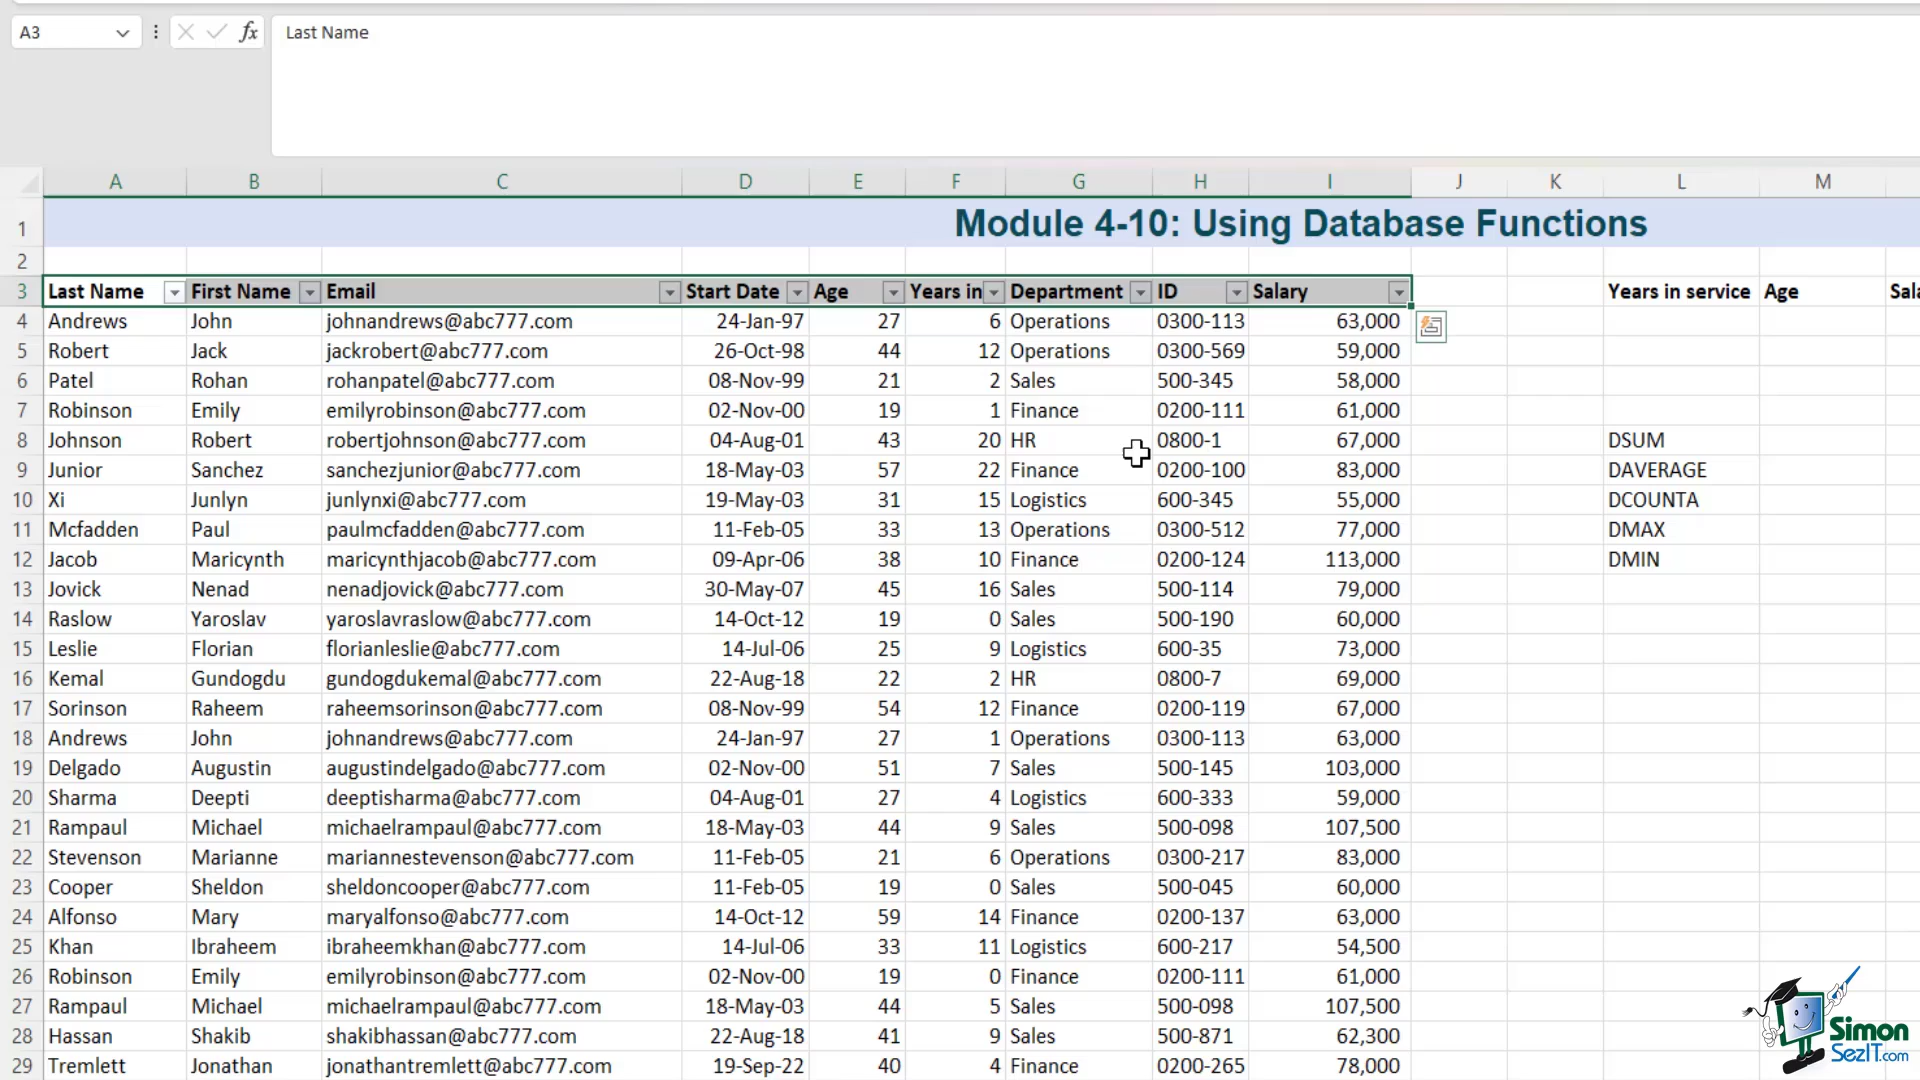 A3 fx Last Name
A B C D E F G H I J K L M
1 Module 4-10: Using Database Functions
2
3 Last Name First Name Email Start Date Age Years in Department ID Salary Years in service Age Sala
4 Andrews John johnandrews@abc777.com 24-Jan-97 27 6 Operations 0300-113 63,000
5 Robert Jack jackrobert@abc777.com 26-Oct-98 44 12 Operations 0300-569 59,000
6 Patel Rohan rohanpatel@abc777.com 08-Nov-99 21 2 Sales 500-345 58,000
7 Robinson Emily emilyrobinson@abc777.com 02-Nov-00 19 1 Finance 0200-111 61,000
8 Johnson Robert robertjohnson@abc777.com 04-Aug-01 43 20 HR 0800-1 67,000 DSUM
9 Junior Sanchez sanchezjunior@abc777.com 18-May-03 57 22 Finance 0200-100 83,000 DAVERAGE
10 Xi Junlyn junlynxi@abc777.com 19-May-03 31 15 Logistics 600-345 55,000 DCOUNTA
11 Mcfadden Paul paulmcfadden@abc777.com 11-Feb-05 33 13 Operations 0300-512 77,000 DMAX
12 Jacob Maricynth maricynthjacob@abc777.com 09-Apr-06 38 10 Finance 0200-124 113,000 DMIN
13 Jovick Nenad nenadjovick@abc777.com 30-May-07 45 16 Sales 500-114 79,000
14 Raslow Yaroslav yaroslavraslow@abc777.com 14-Oct-12 19 0 Sales 500-190 60,000
15 Leslie Florian florianleslie@abc777.com 14-Jul-06 25 9 Logistics 600-35 73,000
16 Kemal Gundogdu gundogdukemal@abc777.com 22-Aug-18 22 2 HR 0800-7 69,000
17 Sorinson Raheem raheemsorinson@abc777.com 08-Nov-99 54 12 Finance 0200-119 67,000
18 Andrews John johnandrews@abc777.com 24-Jan-97 27 1 Operations 0300-113 63,000
19 Delgado Augustin augustindelgado@abc777.com 02-Nov-00 51 7 Sales 500-145 103,000
20 Sharma Deepti deeptisharma@abc777.com 04-Aug-01 27 4 Logistics 600-333 59,000
21 Rampaul Michael michaelrampaul@abc777.com 18-May-03 44 9 Sales 500-098 107,500
22 Stevenson Marianne mariannestevenson@abc777.com 11-Feb-05 21 6 Operations 0300-217 83,000
23 Cooper Sheldon sheldoncooper@abc777.com 11-Feb-05 19 0 Sales 500-045 60,000
24 Alfonso Mary maryalfonso@abc777.com 14-Oct-12 59 14 Finance 0200-137 63,000
25 Khan Ibraheem ibraheemkhan@abc777.com 14-Jul-06 33 11 Logistics 600-217 54,500
26 Robinson Emily emilyrobinson@abc777.com 02-Nov-00 19 0 Finance 0200-111 61,000
27 Rampaul Michael michaelrampaul@abc777.com 18-May-03 44 5 Sales 500-098 107,500
28 Hassan Shakib shakibhassan@abc777.com 22-Aug-18 41 9 Sales 500-871 62,300
29 Tremlett Jonathan jonathantremlett@abc777.com 19-Sep-22 40 4 Finance 0200-265 78,000
Simon
SezIT.com